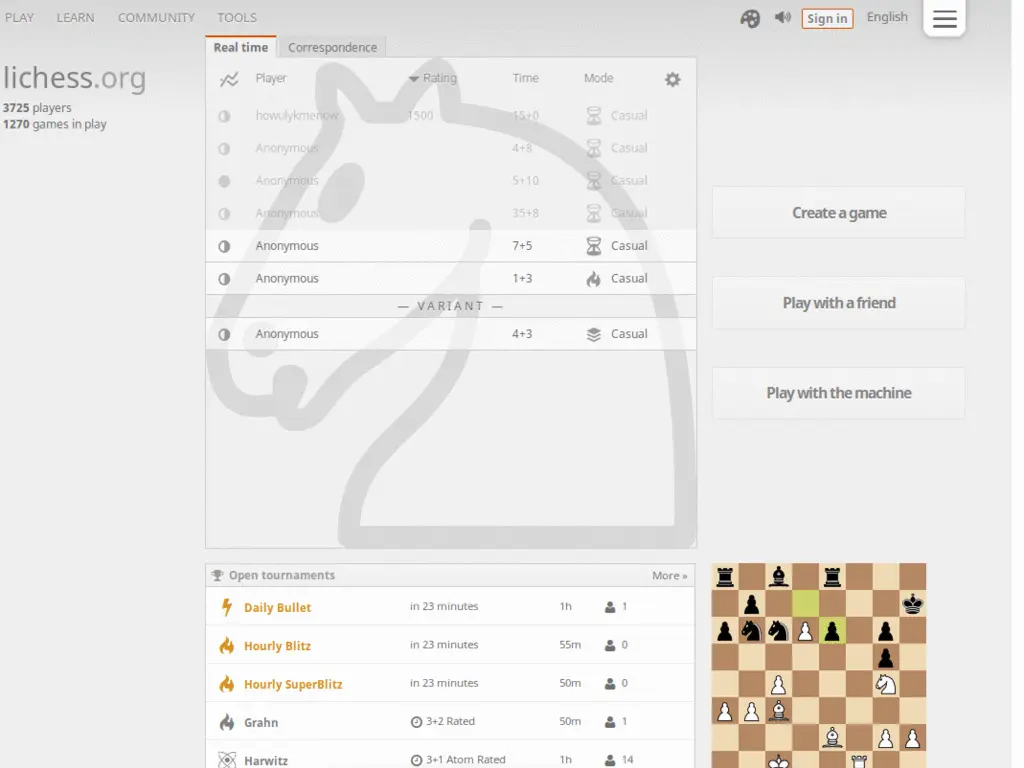 PLAY LEARN COMMUNITY TOOLS Sign in English
Real time Correspondence
lichess.org
3725 players
1270 games in play
Player Rating Time Mode
howulykmenow 1500 15+0 Casual
Anonymous 4+8 Casual
Anonymous 5+10 Casual
Anonymous 35+8 Casual
Anonymous 7+5 Casual
Anonymous 1+3 Casual
— VARIANT —
Anonymous 4+3 Casual
Create a game
Play with a friend
Play with the machine
Open tournaments More »
Daily Bullet in 23 minutes 1h 1
Hourly Blitz in 23 minutes 55m 0
Hourly SuperBlitz in 23 minutes 50m 0
Grahn 3+2 Rated 50m 1
Harwitz 3+1 Atom Rated 1h 14